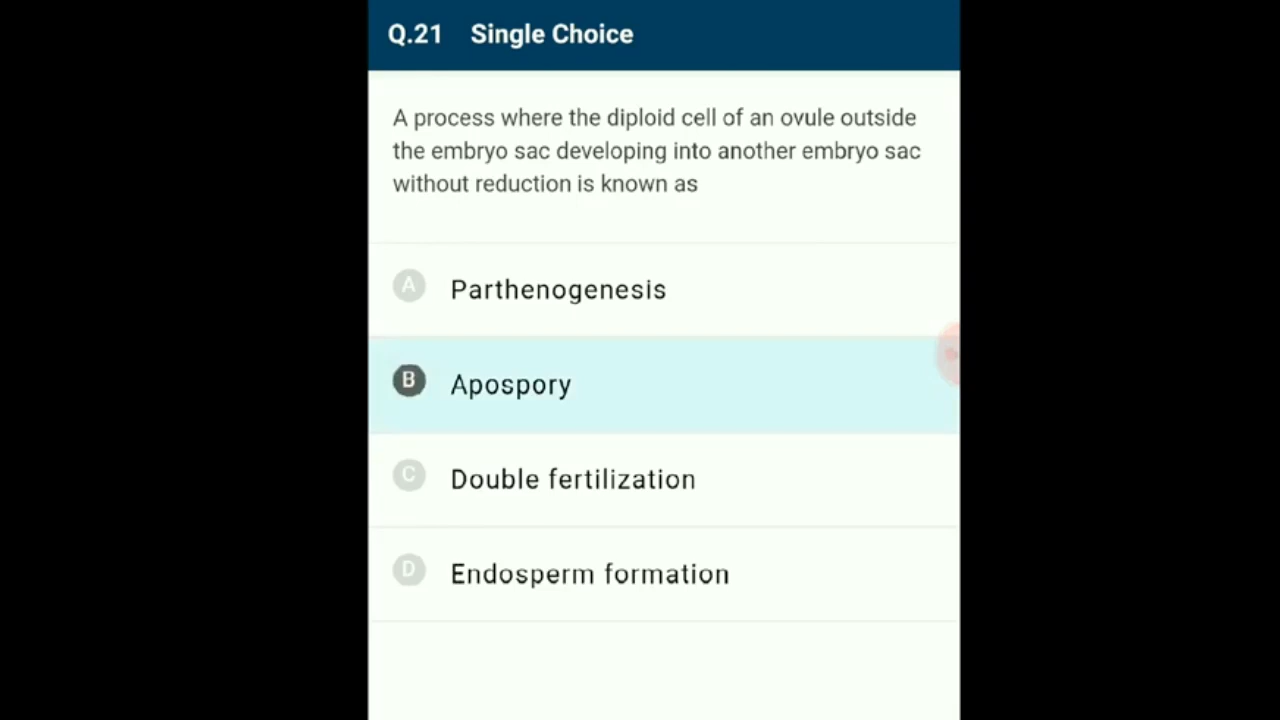 Q.21 Single Choice
A process where the diploid cell of an ovule outside
the embryo sac developing into another embryo sac
without reduction is known as
A Parthenogenesis
B Apospory
C Double fertilization
D Endosperm formation